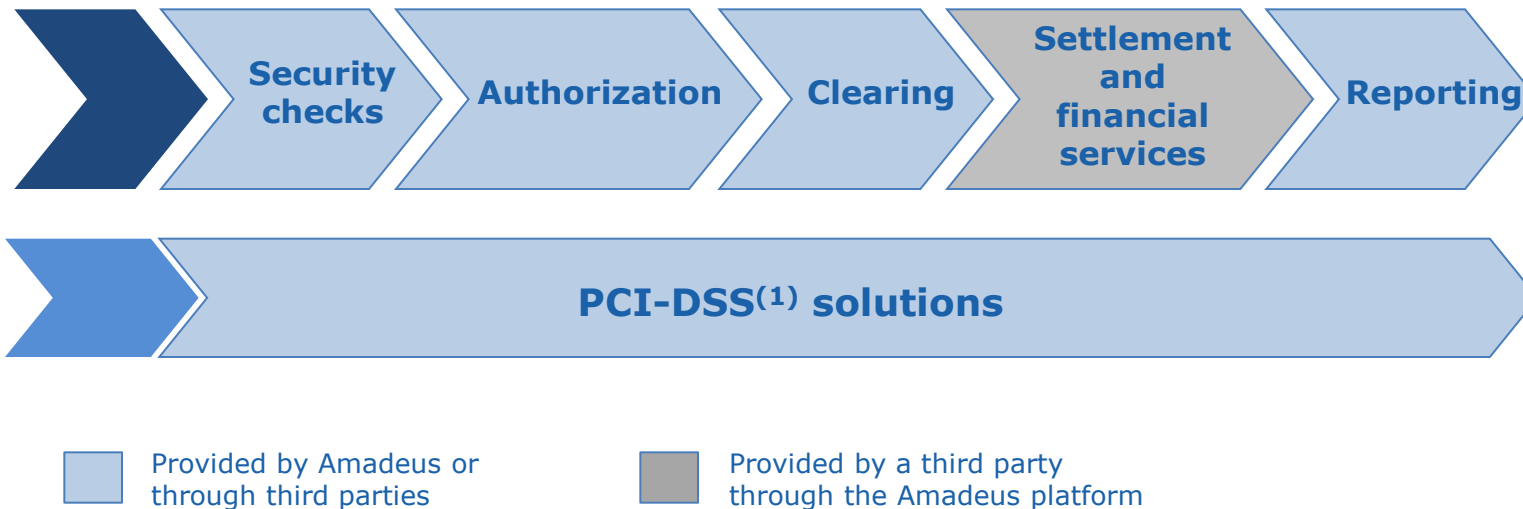 Security
checks
Authorization
Clearing
Settlement
and
financial
services
Reporting
PCI-DSS(1) solutions
Provided by Amadeus or
through third parties
Provided by a third party
through the Amadeus platform